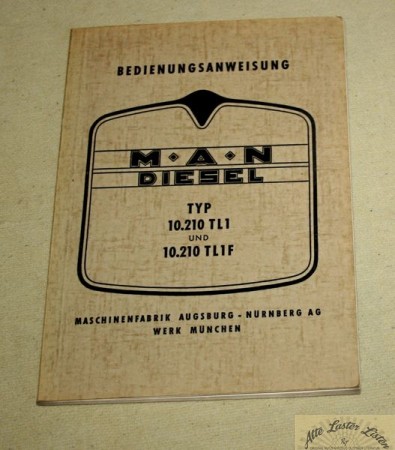 BEDIENUNGSANWEISUNG
M·A·N
DIESEL
TYP
10.210 TL1
UND
10.210 TL1F
MASCHINENFABRIK AUGSBURG - NÜRNBERG AG
WERK MÜNCHEN
Alte Laster Listen